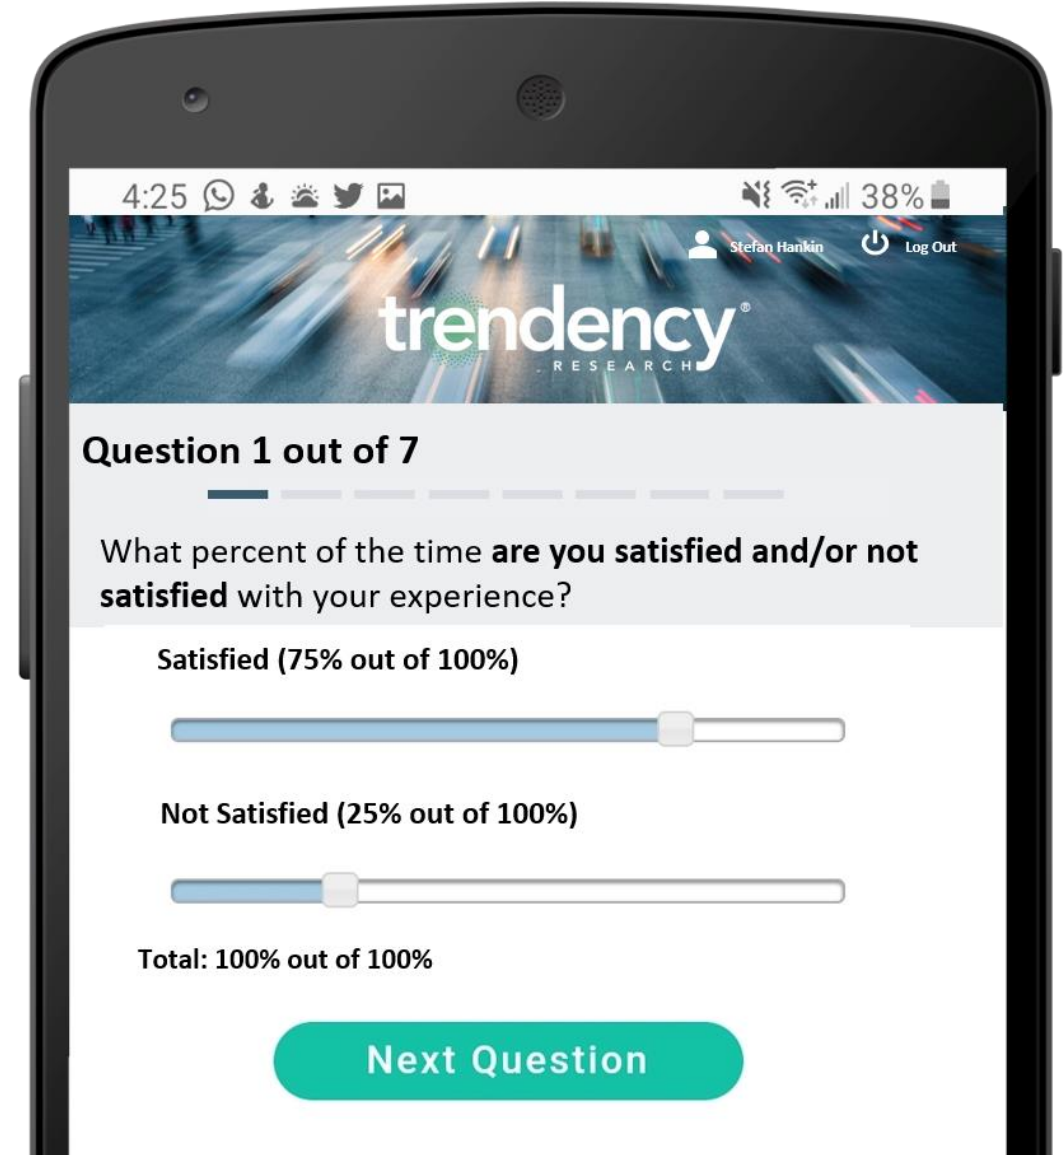 4:25 38%
Stefan Hankin Log Out
trendency®
RESEARCH
Question 1 out of 7
What percent of the time are you satisfied and/or not
satisfied with your experience?
Satisfied (75% out of 100%)
Not Satisfied (25% out of 100%)
Total: 100% out of 100%
Next Question